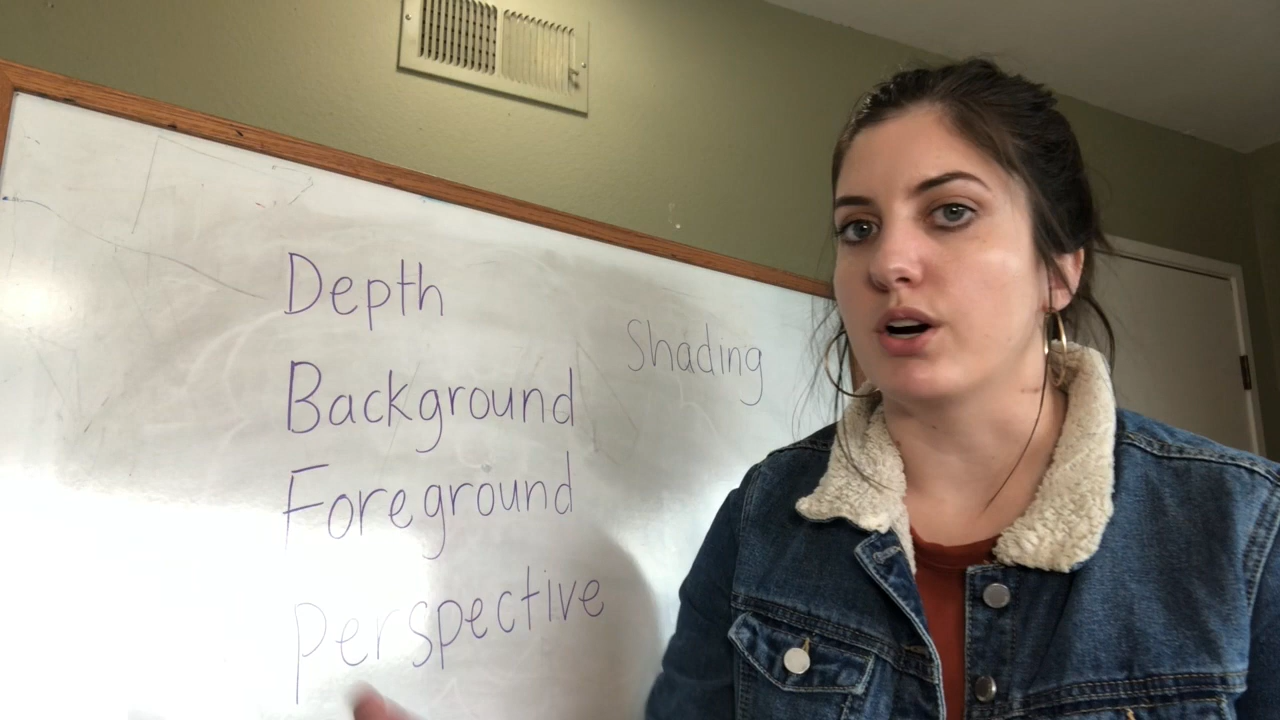 Depth
Shading
Background
Foreground
Perspective